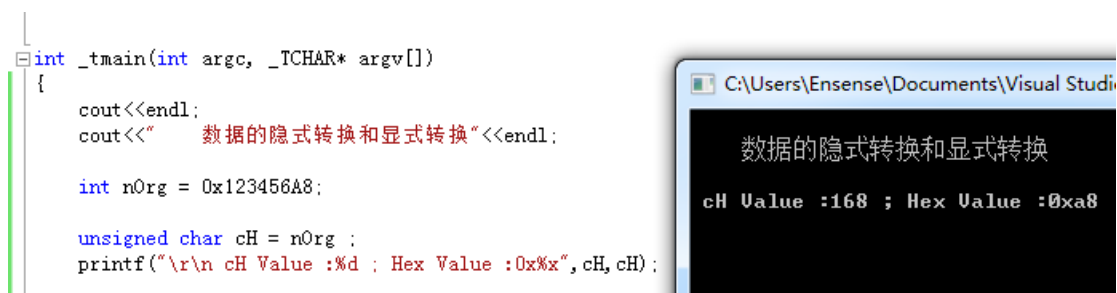 int _tmain(int argc, _TCHAR* argv[])
{
cout<<endl;
cout<<"    数据的隐式转换和显式转换"<<endl;
int nOrg = 0x123456A8;
unsigned char cH = nOrg ;
printf("\r\n cH Value :%d ; Hex Value :0x%x",cH,cH);
C:\Users\Ensense\Documents\Visual Studio
数据的隐式转换和显式转换
cH Value :168 ; Hex Value :0xa8